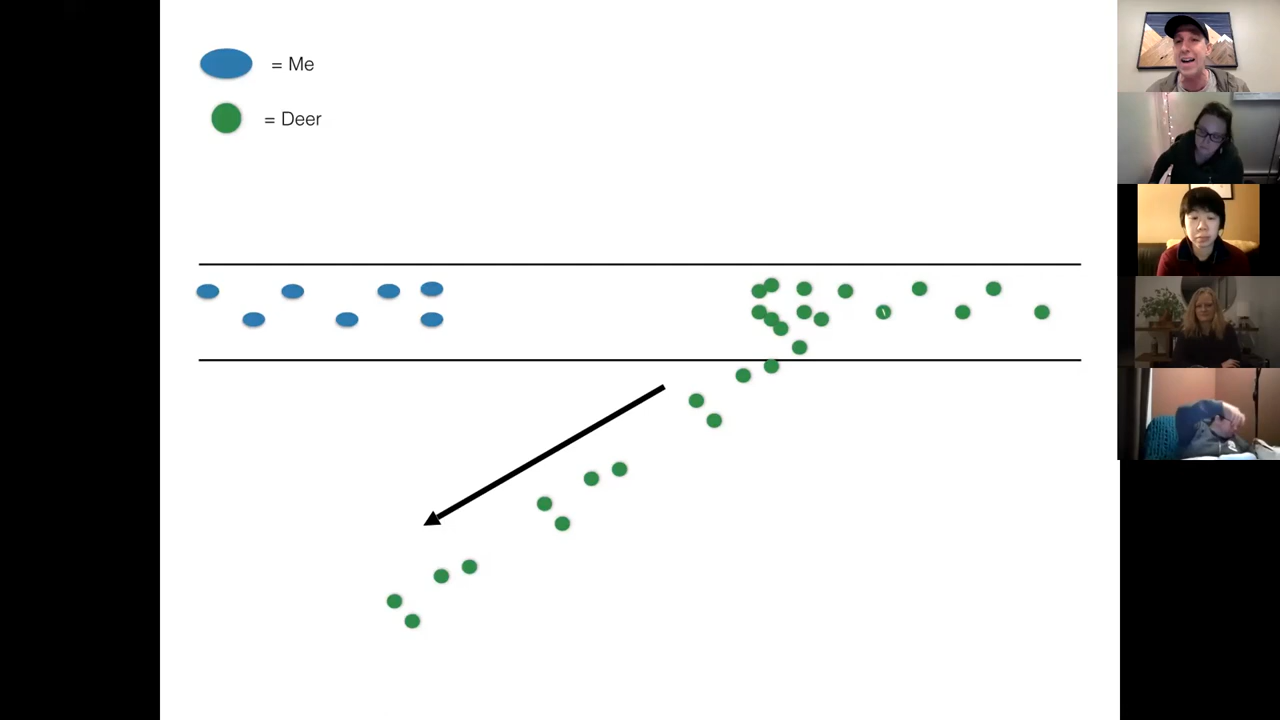 = Me
= Deer